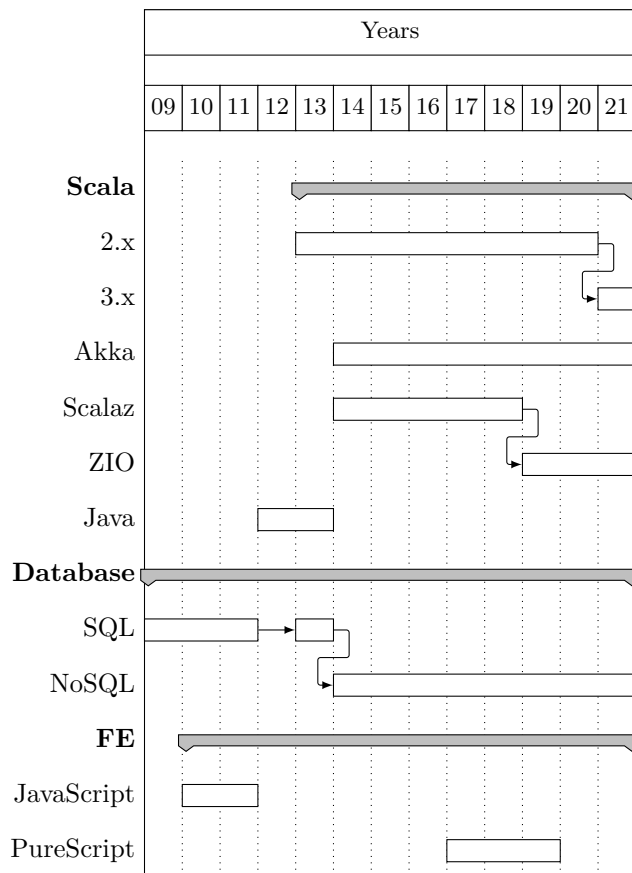 Years
09 10 11 12 13 14 15 16 17 18 19 20 21
Scala
2.x
3.x
Akka
Scalaz
ZIO
Java
Database
SQL
NoSQL
FE
JavaScript
PureScript